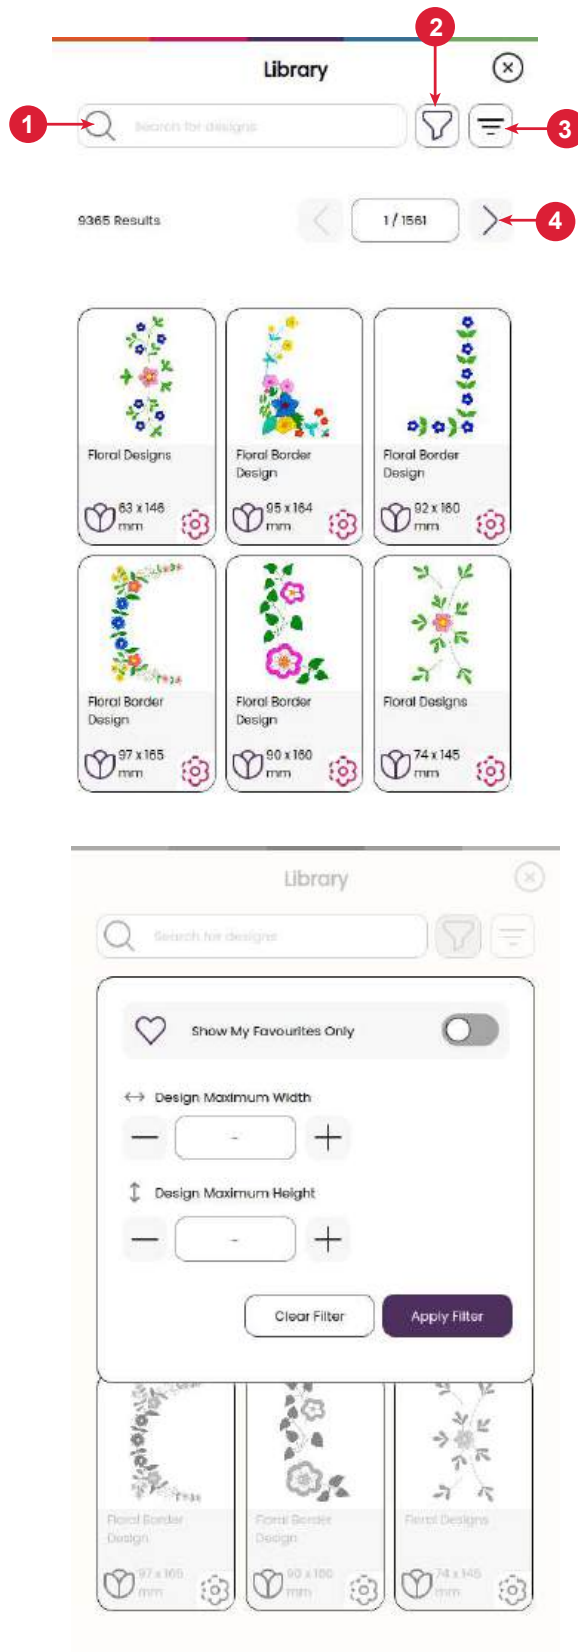 2
Library
1
Search for designs
3
9365 Results
1 / 1561
4
Floral Designs
63 x 146
mm
Floral Border
Design
95 x 164
mm
Floral Border
Design
92 x 160
mm
Floral Border
Design
97 x 165
mm
Floral Border
Design
90 x 160
mm
Floral Designs
74 x 145
mm
Library
Search for designs
Show My Favourites Only
Design Maximum Width
-
Design Maximum Height
-
Clear Filter
Apply Filter
Floral Border
Design
97 x 165
mm
Floral Border
Design
90 x 160
mm
Floral Designs
74 x 145
mm